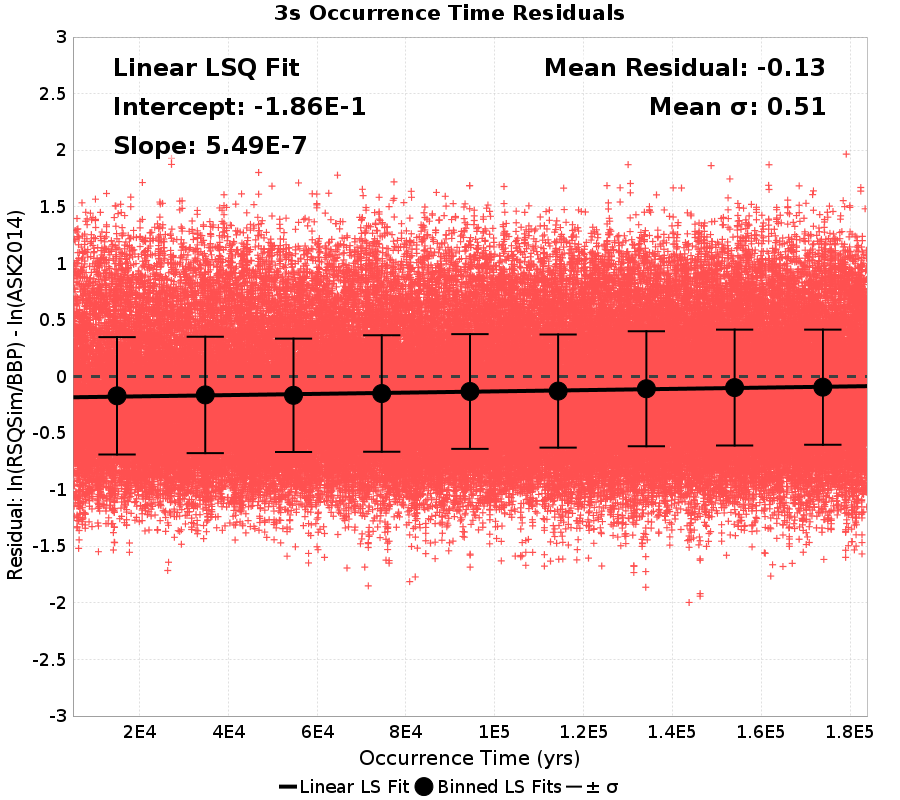 3s Occurrence Time Residuals
Linear LSQ Fit
Intercept: -1.86E-1
Slope: 5.49E-7
Mean Residual: -0.13
Mean σ: 0.51
Residual: ln(RSQSim/BBP) - ln(ASK2014)
3
2.5
2
1.5
1
0.5
0
-0.5
-1
-1.5
-2
-2.5
-3
2E4 4E4 6E4 8E4 1E5 1.2E5 1.4E5 1.6E5 1.8E5
Occurrence Time (yrs)
Linear LS Fit Binned LS Fits ± σ